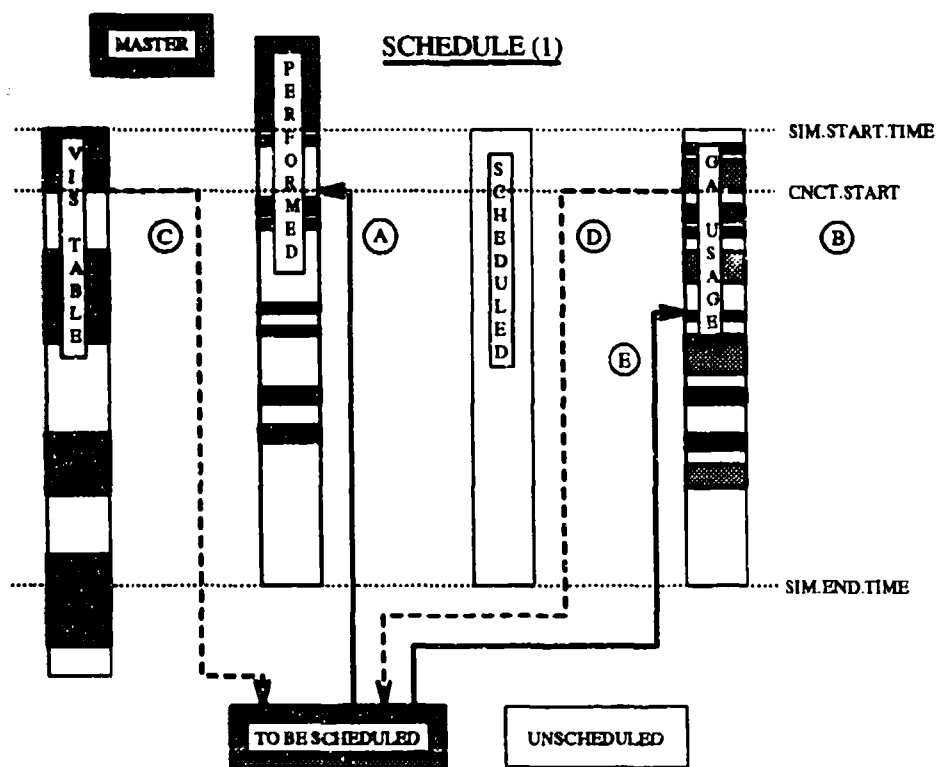 MASTER
SCHEDULE (1)
PERFORMED
VIS TABLE
SCHEDULED
GA USAGE
SIM.START.TIME
CNCT.START
C
A
D
B
E
SIM.END.TIME
TO BE SCHEDULED
UNSCHEDULED